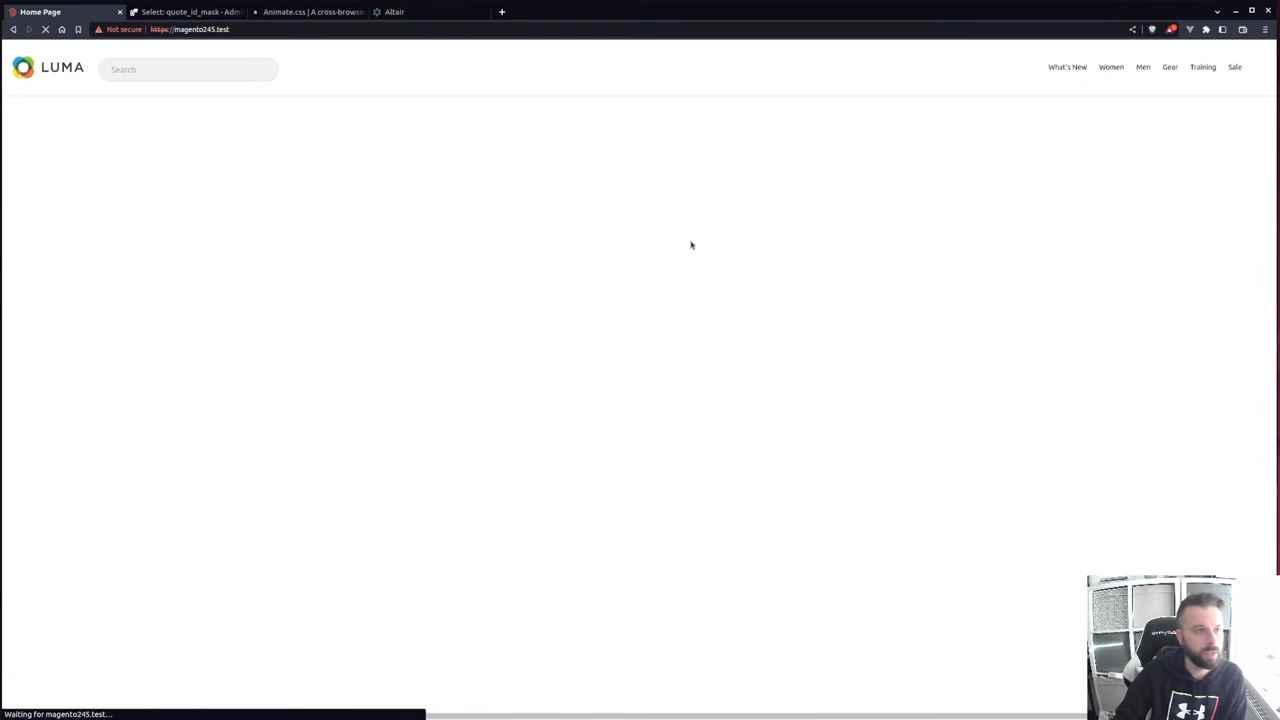 Home Page
Select: quote_id_mask - Admi
Animate.css | A cross-browse
Altair
Not secure
https://magento245.test
LUMA
Search
What's New
Women
Men
Gear
Training
Sale
Waiting for magento245.test...